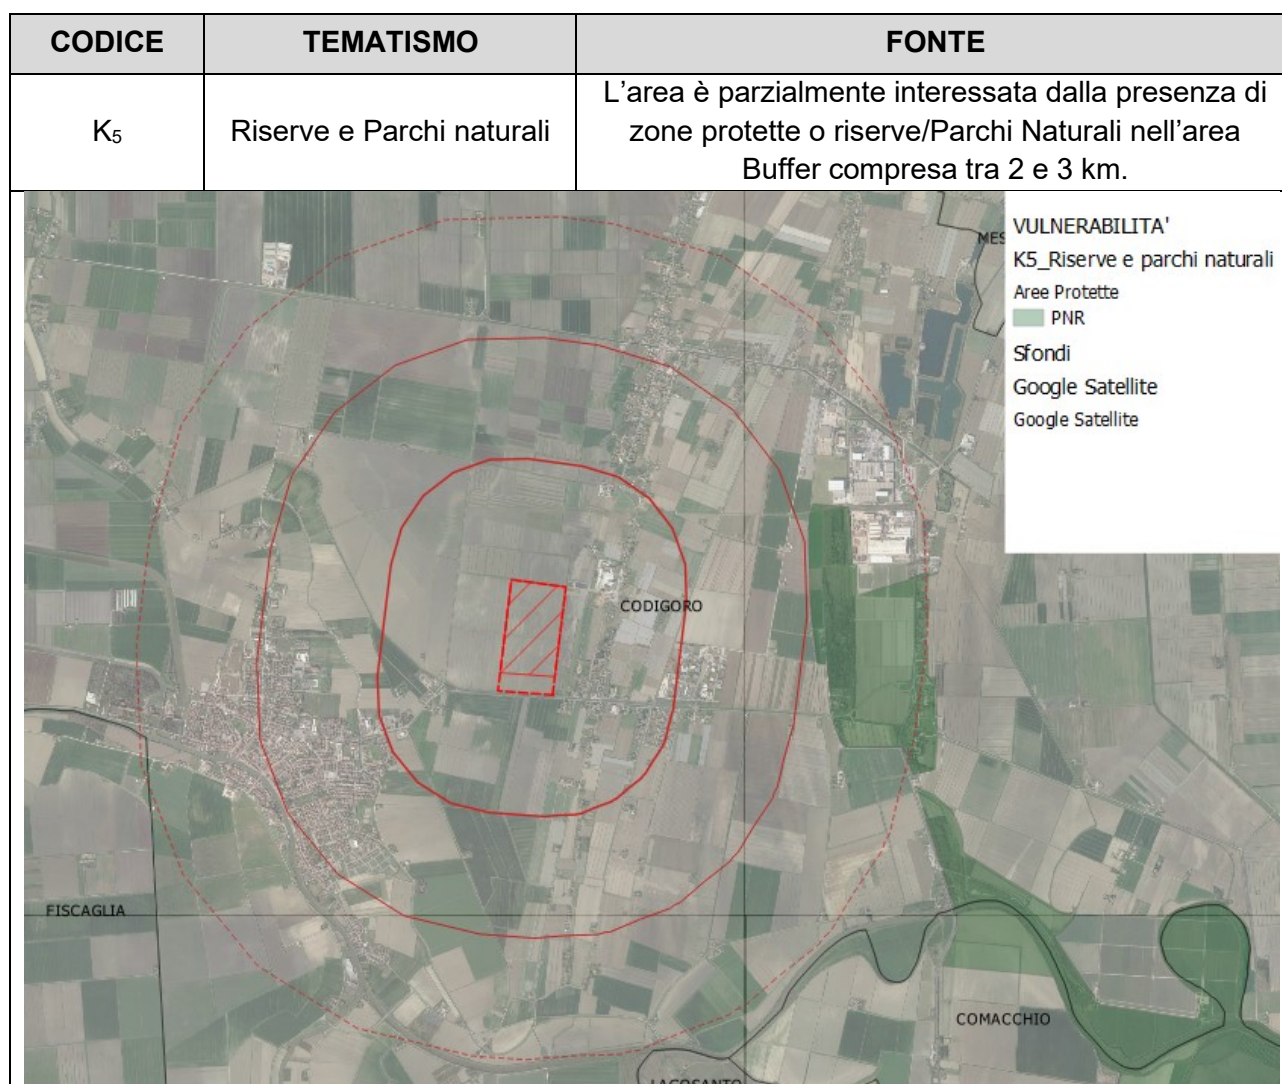 CODICE TEMATISMO FONTE
K₅ Riserve e Parchi naturali L’area è parzialmente interessata dalla presenza di
zone protette o riserve/Parchi Naturali nell’area
Buffer compresa tra 2 e 3 km.
VULNERABILITA'
MES
K5_Riserve e parchi naturali
Aree Protette
PNR
Sfondi
Google Satellite
Google Satellite
CODIGORO
FISCAGLIA
COMACCHIO
LAGOSANTO